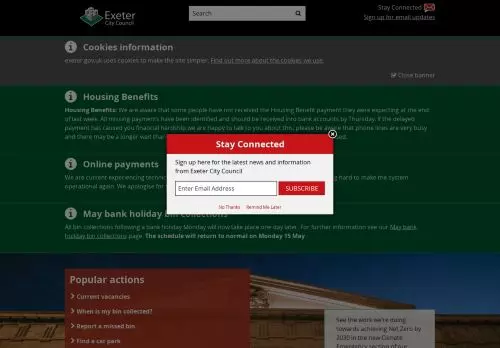 Exeter
City Council
Search
Stay Connected
Sign up for email updates
Cookies information
exeter.gov.uk uses cookies to make the site simpler. Find out more about the cookies we use.
Close banner
Housing Benefits
Housing Benefits: We are aware that some people have not received the Housing Benefit payment they were expecting at the end
of last week. All missing payments have been identified and should be received into bank accounts by Thursday. If the delayed
payment has caused you financial hardship, we are happy to talk to you about this, please be aware that phone lines are very busy
and there may be a longer wait
Stay Connected
Sign up here for the latest news and information
from Exeter City Council
Enter Email Address
SUBSCRIBE
No Thanks
Remind Me Later
Online payments
We are currently experiencing
hard to make the system
operational again. We apologise for
May bank holiday bin collections
All bin collections following a bank holiday Monday will now take place one day later. For further information see our May bank
holiday bin collections page. The schedule will return to normal on Monday 15 May
Popular actions
Current vacancies
When is my bin collected?
Report a missed bin
Find a car park
See the work we're doing
towards achieving Net Zero by
2030 in the new Climate
Emergency section of our